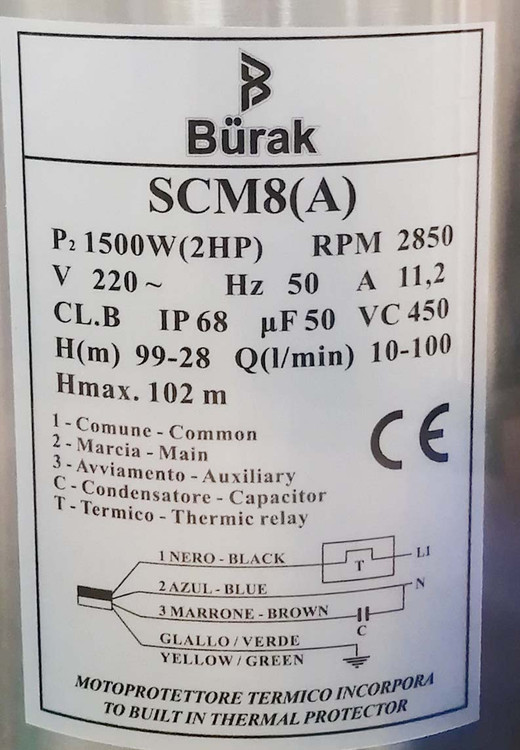 Bürak
SCM8(A)
P₂ 1500W(2HP) RPM 2850
V 220 ~ Hz 50 A 11,2
CL.B IP 68 µF 50 VC 450
H(m) 99-28 Q(l/min) 10-100
Hmax. 102 m
1 - Comune - Common
2 - Marcia - Main
3 - Avviamento - Auxiliary
C - Condensatore - Capacitor
T - Termico - Thermic relay
CE
1 NERO - BLACK T L1
2 AZUL - BLUE N
3 MARRONE - BROWN C
GLALLO / VERDE
YELLOW / GREEN
MOTOPROTETTORE TERMICO INCORPORA
TO BUILT IN THERMAL PROTECTOR